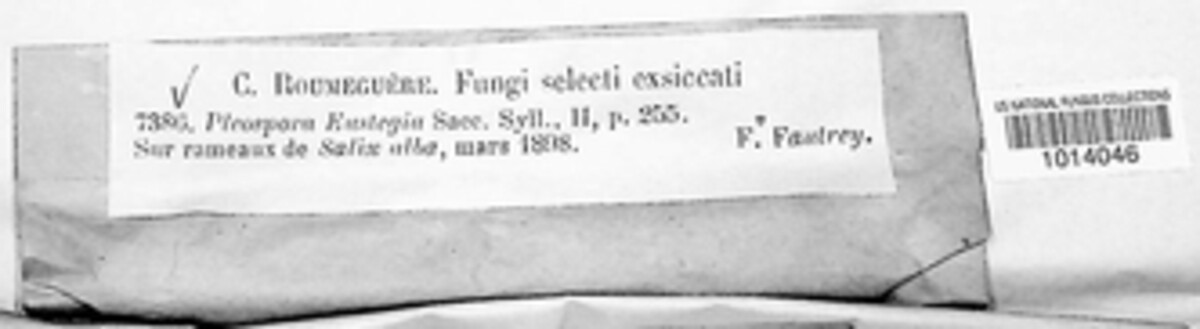 C. ROUMEGUÈRE. Fungi selecti exsiccati
7386. Pleospora Eustegia Sacc. Syll., II, p. 255.
Sur rameaux de Salix alba, mars 1898.
F. Fautrey.
US NATIONAL FUNGUS COLLECTIONS
1014046